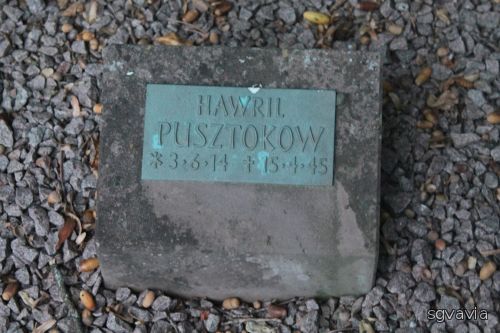 HAWRIL
PUSZTOKOW
✲3·6·14 ✝15·4·45
sgvavia